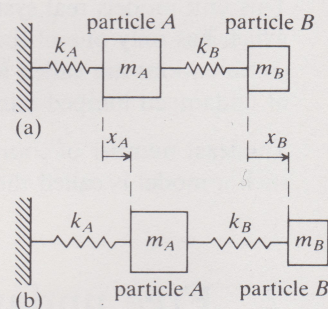 particle A particle B
k_A k_B
m_A m_B
(a)
x_A x_B
k_A k_B
m_A m_B
(b) particle A particle B